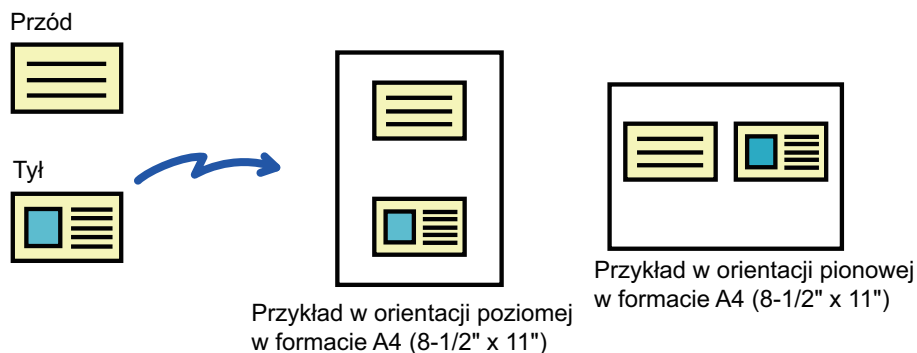 Przód
Tył
Przykład w orientacji poziomej
w formacie A4 (8-1/2" x 11")
Przykład w orientacji pionowej
w formacie A4 (8-1/2" x 11")